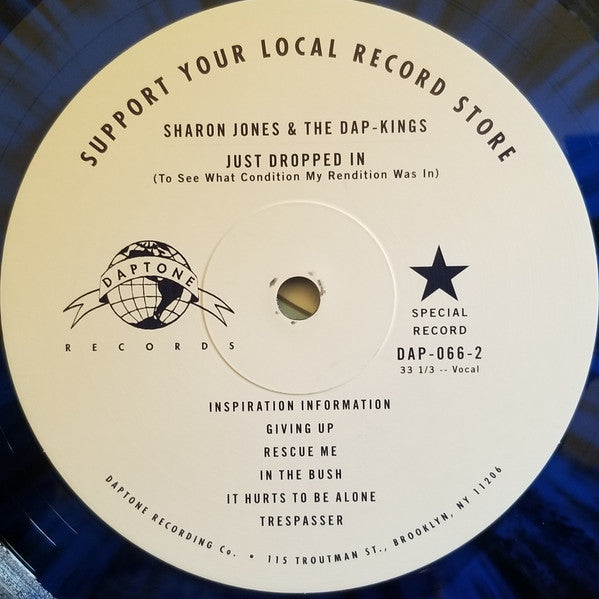 SUPPORT YOUR LOCAL RECORD STORE
SHARON JONES & THE DAP-KINGS
JUST DROPPED IN
(To See What Condition My Rendition Was In)
DAPTONE
RECORDS
SPECIAL
RECORD
DAP-066-2
33 1/3 -- Vocal
INSPIRATION INFORMATION
GIVING UP
RESCUE ME
IN THE BUSH
IT HURTS TO BE ALONE
TRESPASSER
DAPTONE RECORDING Co. • 115 TROUTMAN ST., BROOKLYN, NY 11206